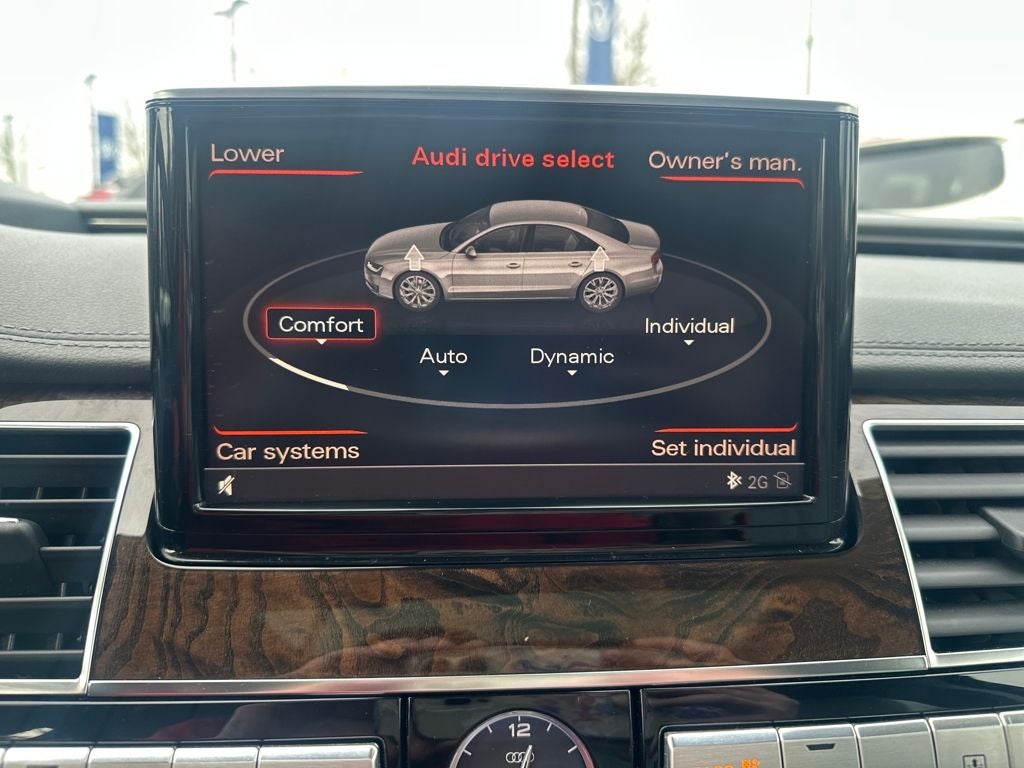 Lower
Audi drive select
Owner's man.
Comfort
Individual
Auto
Dynamic
Car systems
Set individual
2G
12